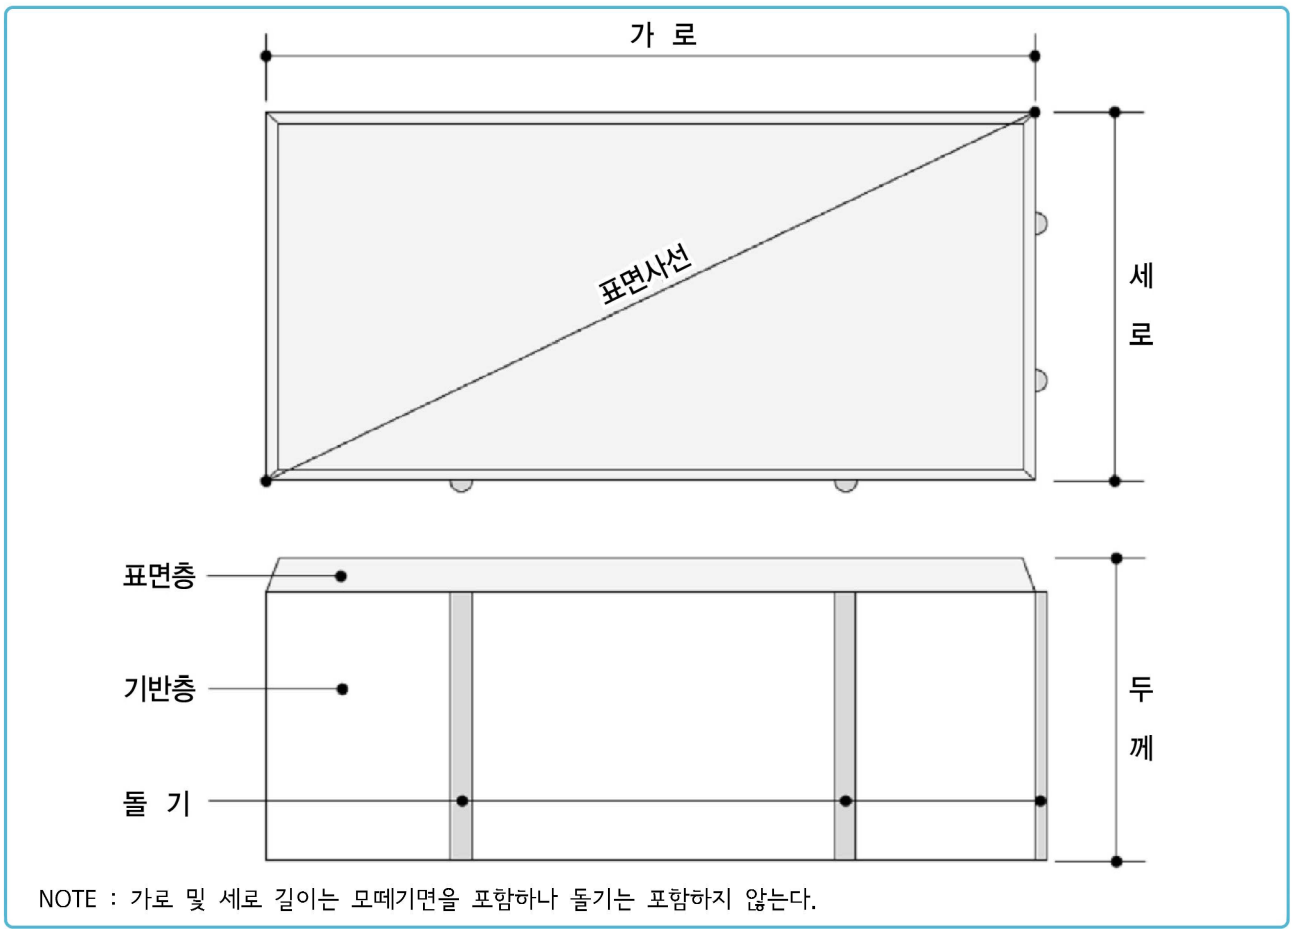 가 로
표면사선
세
로
표면층
기반층
두
께
돌 기
NOTE : 가로 및 세로 길이는 모떼기면을 포함하나 돌기는 포함하지 않는다.